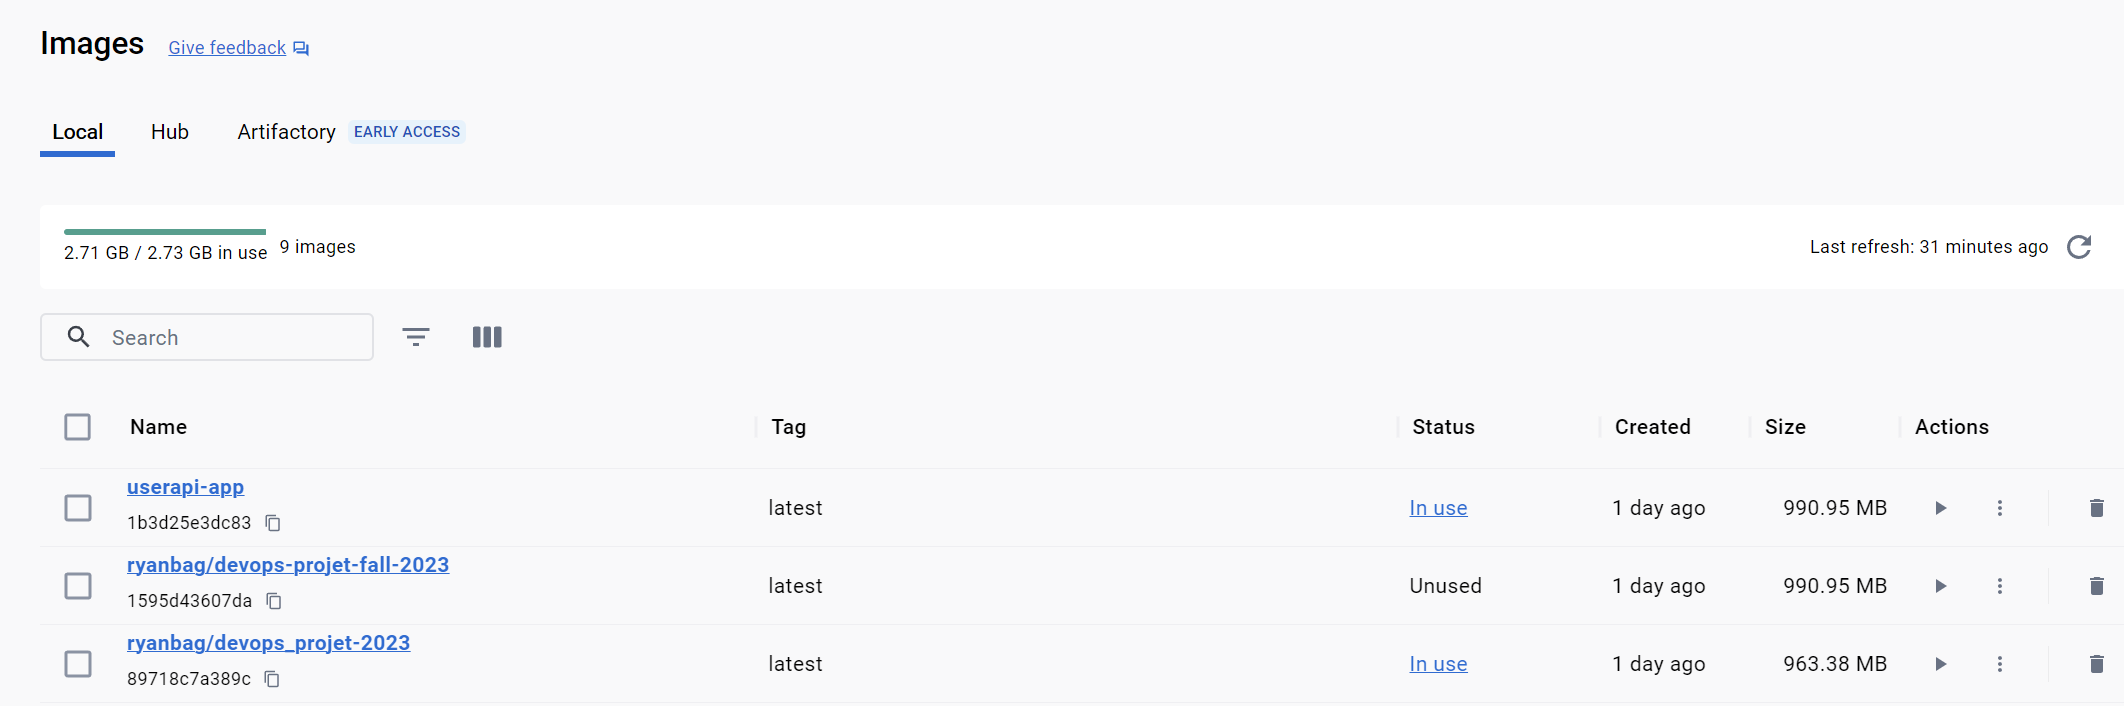 Images Give feedback
Local Hub Artifactory EARLY ACCESS
2.71 GB / 2.73 GB in use 9 images Last refresh: 31 minutes ago
Search
Name Tag Status Created Size Actions
userapi-app
1b3d25e3dc83
latest In use 1 day ago 990.95 MB
ryanbag/devops-projet-fall-2023
1595d43607da
latest Unused 1 day ago 990.95 MB
ryanbag/devops_projet-2023
89718c7a389c
latest In use 1 day ago 963.38 MB